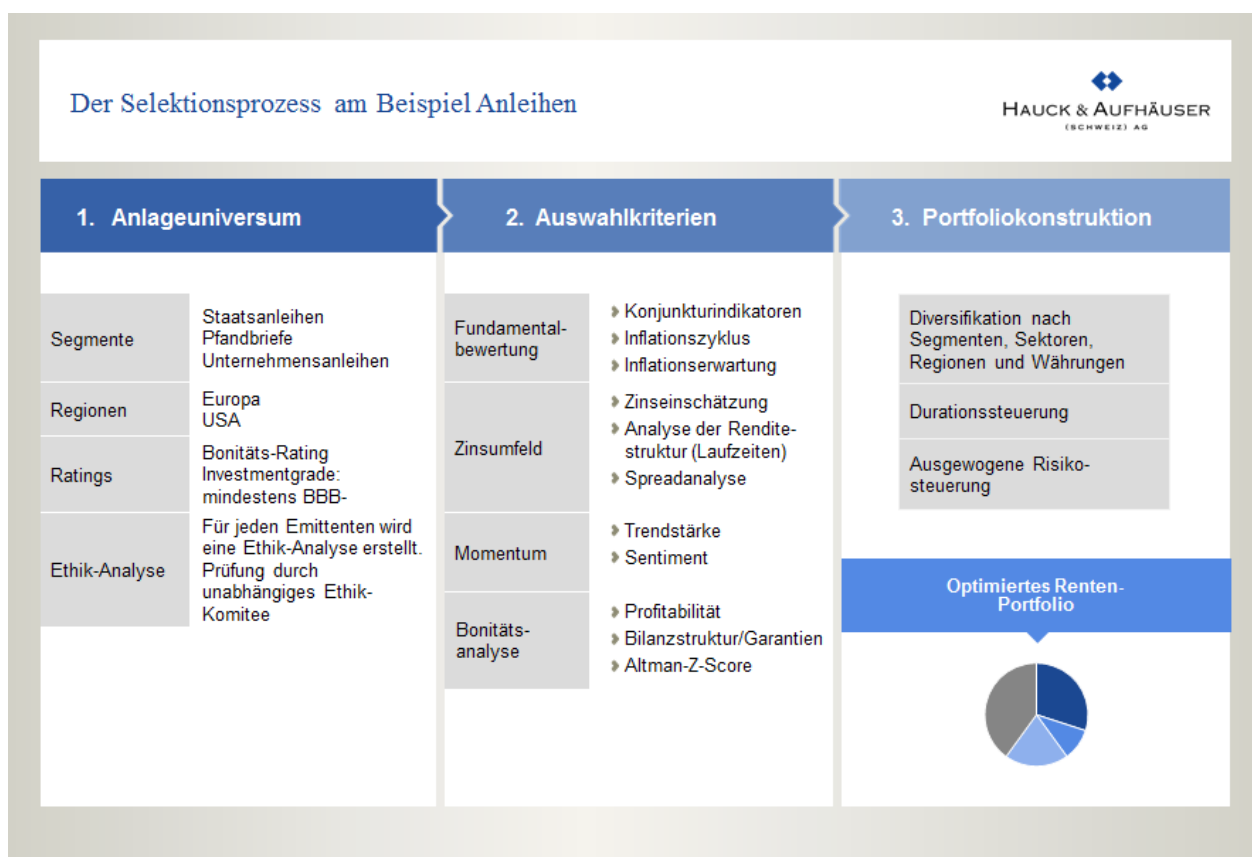 Der Selektionsprozess am Beispiel Anleihen
HAUCK & AUFHÄUSER
(SCHWEIZ) AG
1. Anlageuniversum
Segmente
Staatsanleihen
Pfandbriefe
Unternehmensanleihen
Regionen
Europa
USA
Ratings
Bonitäts-Rating
Investmentgrade:
mindestens BBB-
Ethik-Analyse
Für jeden Emittenten wird
eine Ethik-Analyse erstellt.
Prüfung durch
unabhängiges Ethik-
Komitee
2. Auswahlkriterien
Fundamental-
bewertung
Konjunkturindikatoren
Inflationszyklus
Inflationserwartung
Zinsumfeld
Zinseinschätzung
Analyse der Rendite-
struktur (Laufzeiten)
Spreadanalyse
Momentum
Trendstärke
Sentiment
Bonitäts-
analyse
Profitabilität
Bilanzstruktur/Garantien
Altman-Z-Score
3. Portfoliokonstruktion
Diversifikation nach
Segmenten, Sektoren,
Regionen und Währungen
Durationssteuerung
Ausgewogene Risiko-
steuerung
Optimiertes Renten-
Portfolio